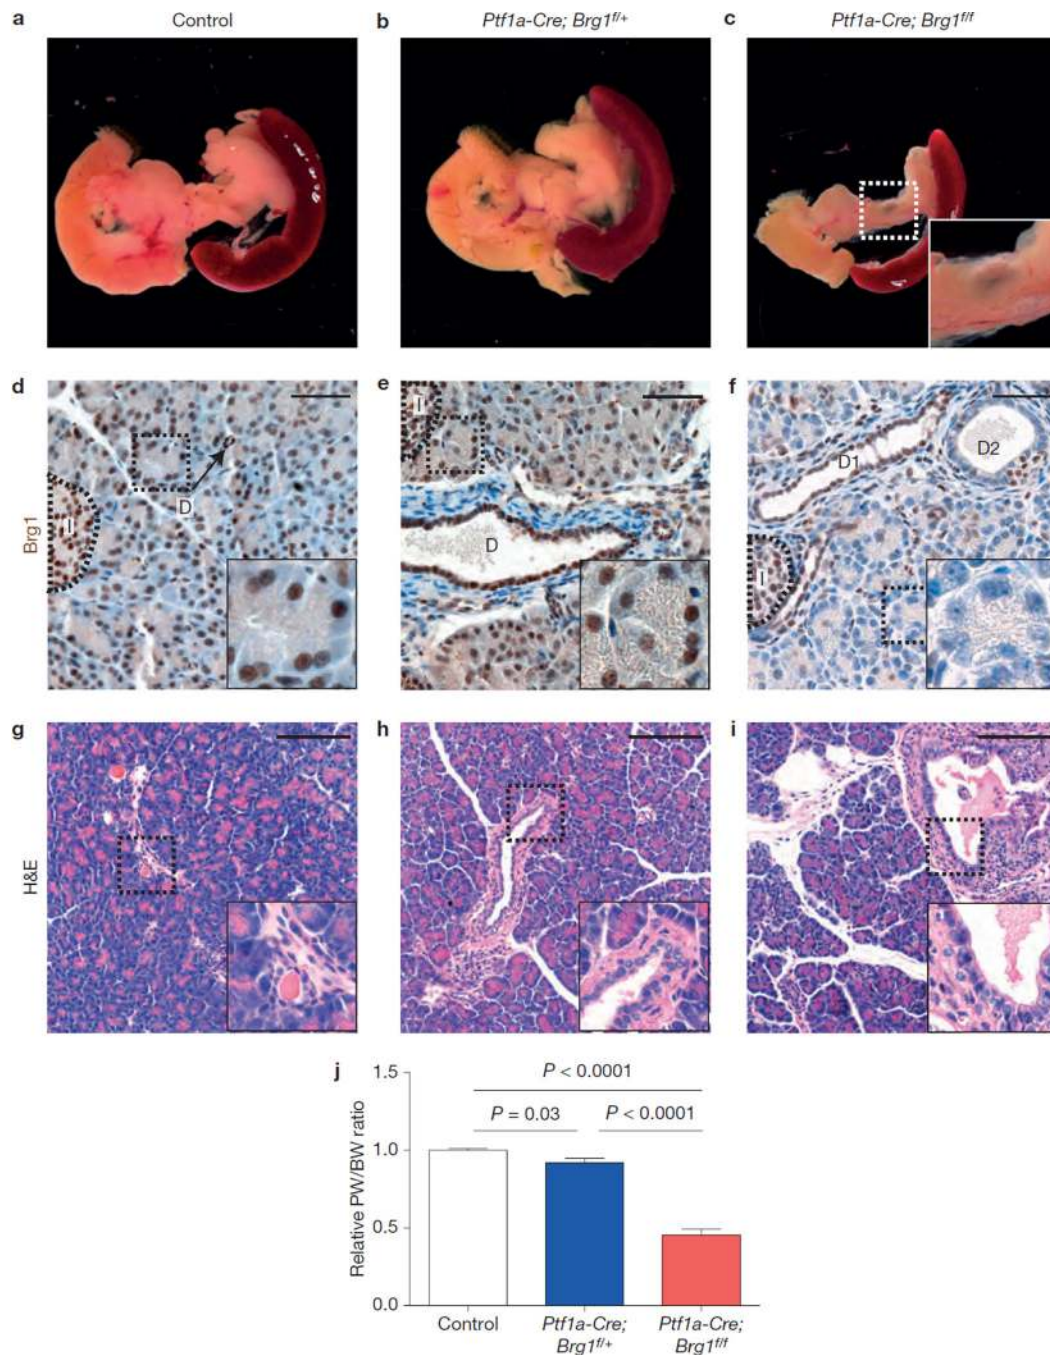 a Control
b Ptf1a-Cre; Brg1f/+
c Ptf1a-Cre; Brg1f/f
d e f
Brg1
I D
I D
I D1 D2
g h i
H&E
j
1.5
1.0
0.5
0.0
Relative PW/BW ratio
P < 0.0001
P = 0.03 P < 0.0001
Control
Ptf1a-Cre;
Brg1f/+
Ptf1a-Cre;
Brg1f/f